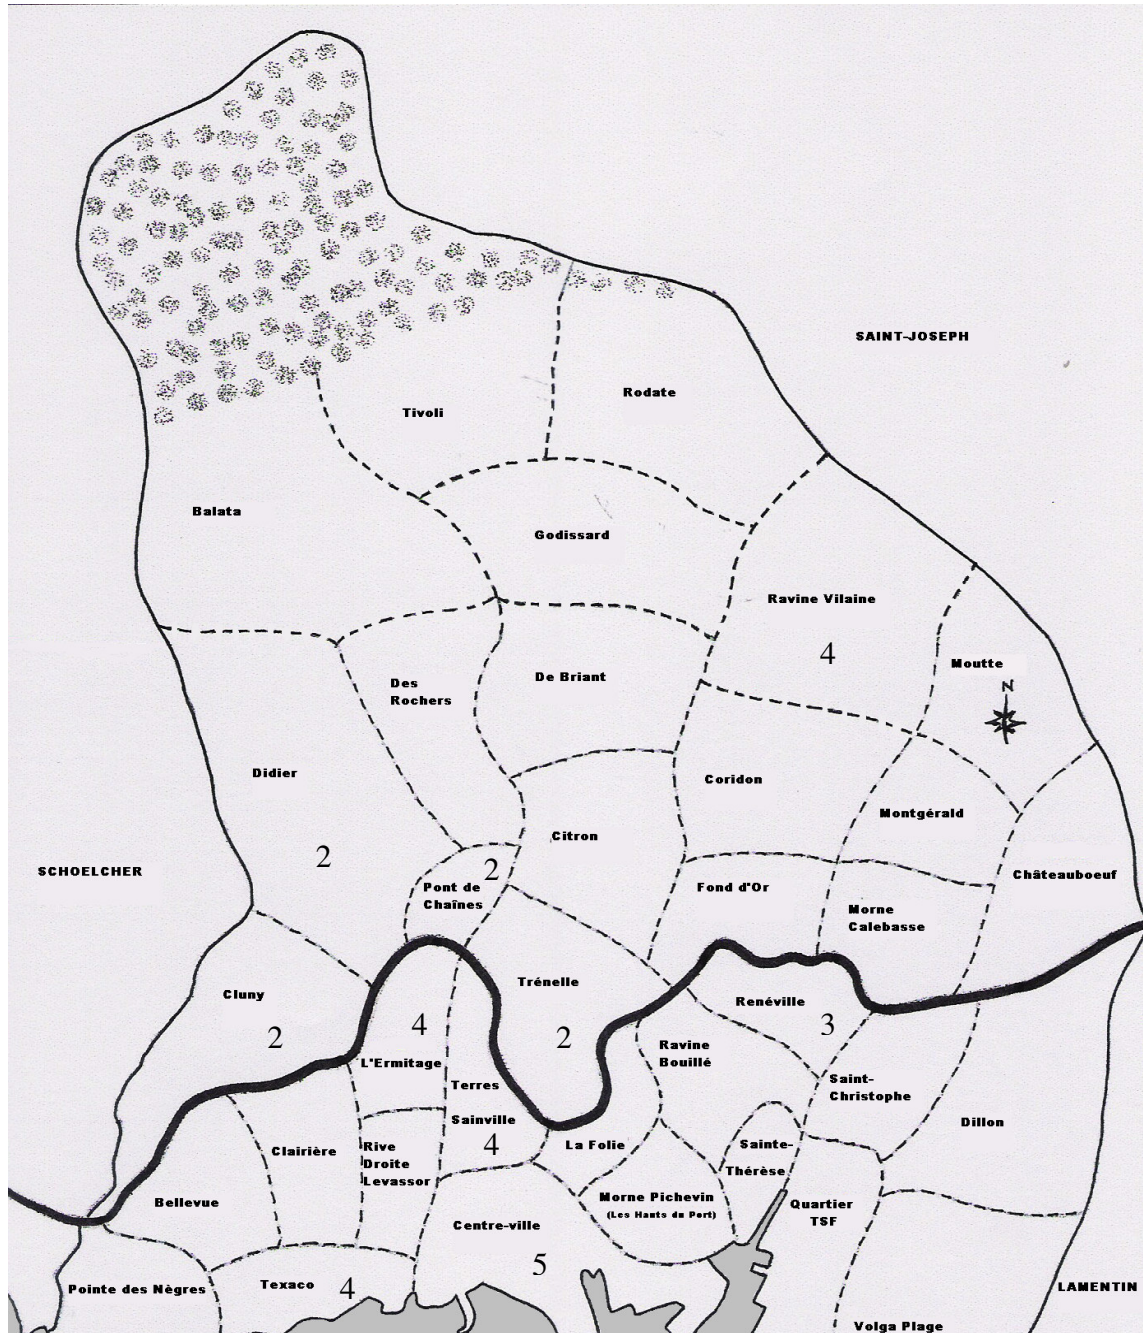 SAINT-JOSEPH
Rodate
Tivoli
Balata
Godissard
Ravine Vilaine
4
Moutte
N
Des
Rochers
De Briant
Didier
Coridon
Montgérald
Citron
2
SCHOELCHER
2
Pont de
Chaînes
Fond d'Or
Châteauboeuf
Morne
Calebasse
Trénelle
Cluny
Renéville
2
4
2
3
L'Ermitage
Ravine
Bouillé
Terres
Sainville
4
Saint-
Christophe
Dillon
Clairière
Rive
Droite
Levassor
La Folie
Sainte-
Thérèse
Bellevue
Morne Pichevin
(Les Hauts du Port)
Quartier
TSF
Centre-ville
5
Pointe des Nègres
Texaco
4
LAMENTIN
Volga Plage